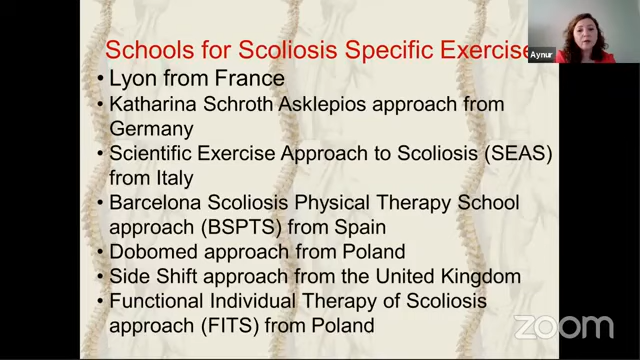 Schools for Scoliosis Specific Exercise
Aynur
• Lyon from France
• Katharina Schroth Asklepios approach from
Germany
• Scientific Exercise Approach to Scoliosis (SEAS)
from Italy
• Barcelona Scoliosis Physical Therapy School
approach (BSPTS) from Spain
• Dobomed approach from Poland
• Side Shift approach from the United Kingdom
• Functional Individual Therapy of Scoliosis
approach (FITS) from Poland
zoom